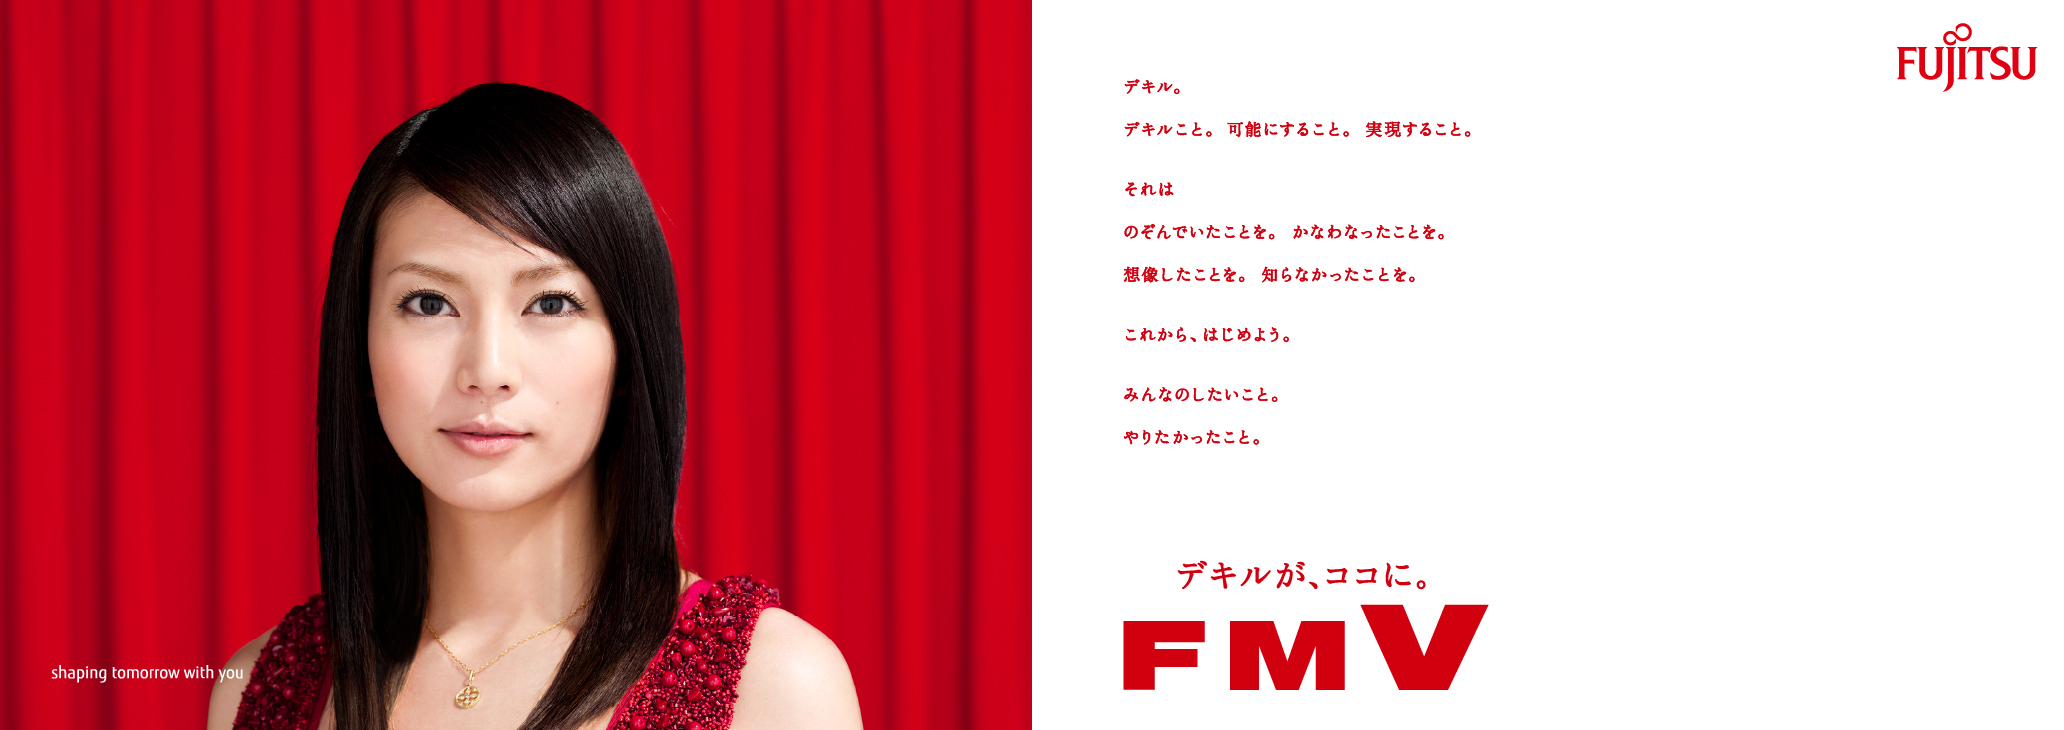 FUJITSU
デキル。
デキルこと。 可能にすること。 実現すること。
それは
のぞんでいたことを。 かなわなったことを。
想像したことを。 知らなかったことを。
これから、はじめよう。
みんなのしたいこと。
やりたかったこと。
デキルが、ココに。
FMV
shaping tomorrow with you